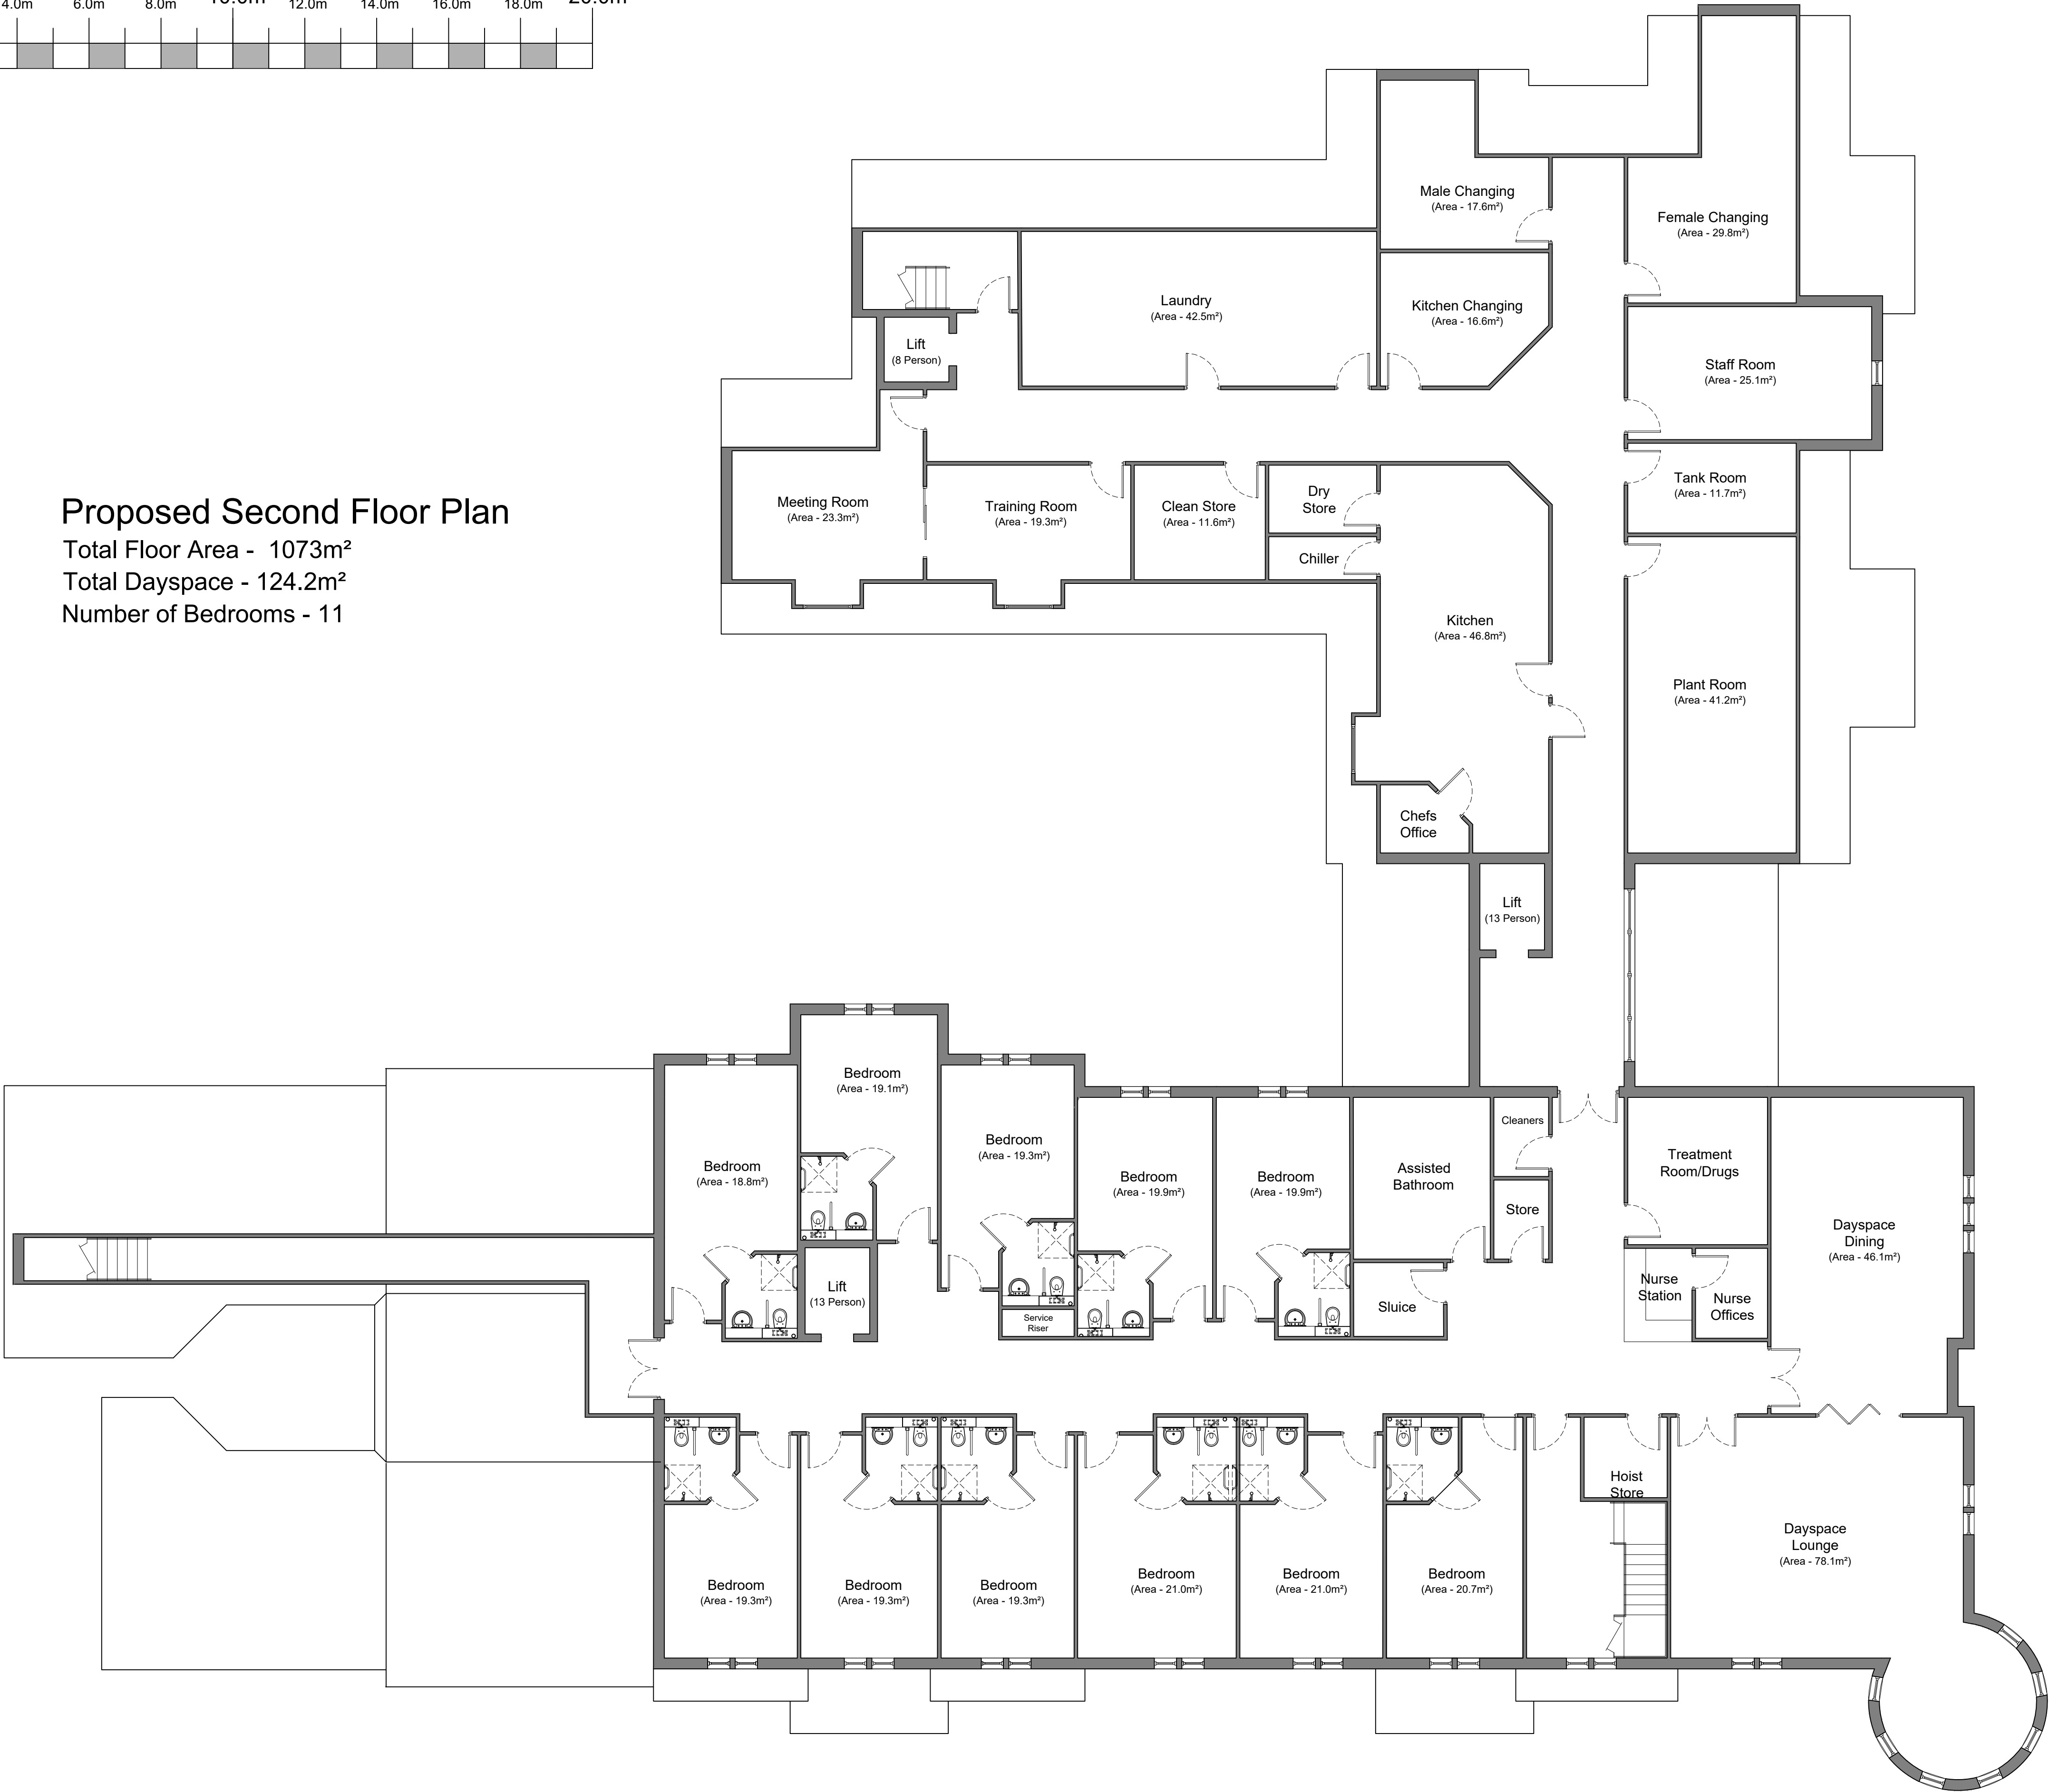 4.0m 6.0m 8.0m 10.0m 12.0m 14.0m 16.0m 18.0m 20.0m
Male Changing
(Area - 17.6m²)
Female Changing
(Area - 29.8m²)
Laundry
(Area - 42.5m²)
Kitchen Changing
(Area - 16.6m²)
Lift
(8 Person)
Staff Room
(Area - 25.1m²)
Proposed Second Floor Plan
Total Floor Area - 1073m²
Total Dayspace - 124.2m²
Number of Bedrooms - 11
Meeting Room
(Area - 23.3m²)
Training Room
(Area - 19.3m²)
Clean Store
(Area - 11.6m²)
Dry
Store
Chiller
Tank Room
(Area - 11.7m²)
Kitchen
(Area - 46.8m²)
Plant Room
(Area - 41.2m²)
Chefs
Office
Lift
(13 Person)
Bedroom
(Area - 18.8m²)
Bedroom
(Area - 19.1m²)
Bedroom
(Area - 19.3m²)
Bedroom
(Area - 19.9m²)
Bedroom
(Area - 19.9m²)
Assisted
Bathroom
Cleaners
Store
Treatment
Room/Drugs
Dayspace
Dining
(Area - 46.1m²)
Lift
(13 Person)
Service
Riser
Sluice
Nurse
Station
Nurse
Offices
Hoist
Store
Dayspace
Lounge
(Area - 78.1m²)
Bedroom
(Area - 19.3m²)
Bedroom
(Area - 19.3m²)
Bedroom
(Area - 19.3m²)
Bedroom
(Area - 21.0m²)
Bedroom
(Area - 21.0m²)
Bedroom
(Area - 20.7m²)